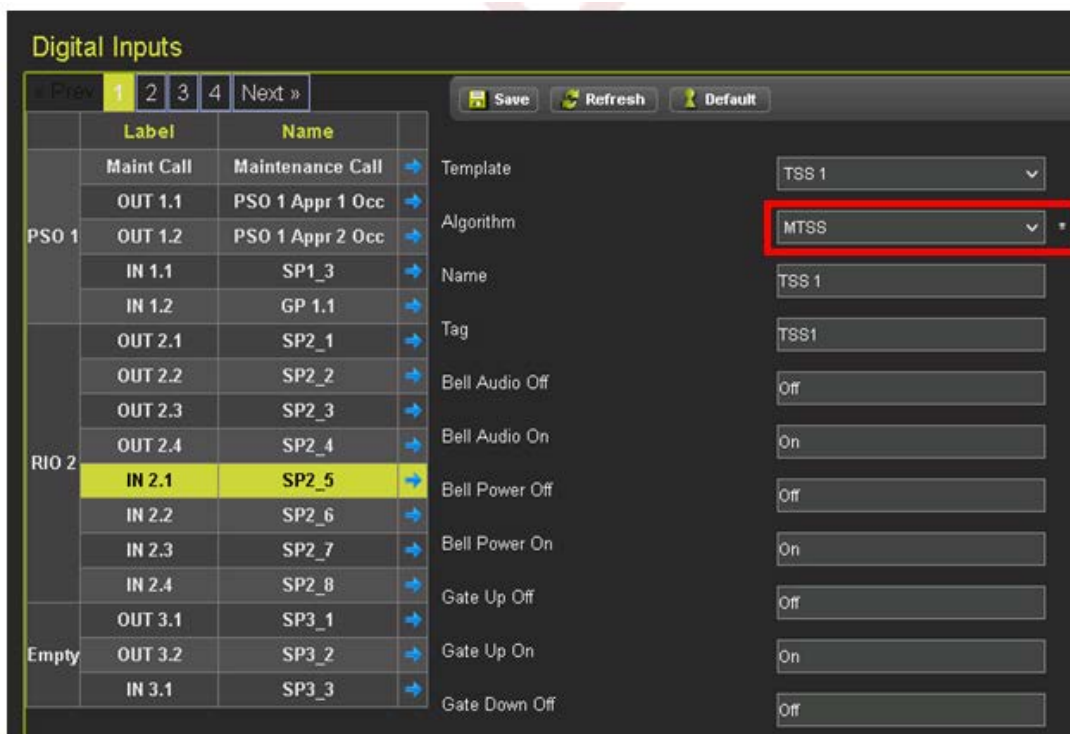 Digital Inputs
« Prev 1 2 3 4 Next »
Save Refresh Default
Label Name
PSO 1
Maint Call Maintenance Call
OUT 1.1 PSO 1 Appr 1 Occ
OUT 1.2 PSO 1 Appr 2 Occ
IN 1.1 SP1_3
IN 1.2 GP 1.1
RIO 2
OUT 2.1 SP2_1
OUT 2.2 SP2_2
OUT 2.3 SP2_3
OUT 2.4 SP2_4
IN 2.1 SP2_5
IN 2.2 SP2_6
IN 2.3 SP2_7
IN 2.4 SP2_8
Empty
OUT 3.1 SP3_1
OUT 3.2 SP3_2
IN 3.1 SP3_3
Template TSS 1
Algorithm MTSS *
Name TSS 1
Tag TSS1
Bell Audio Off Off
Bell Audio On On
Bell Power Off Off
Bell Power On On
Gate Up Off Off
Gate Up On On
Gate Down Off Off